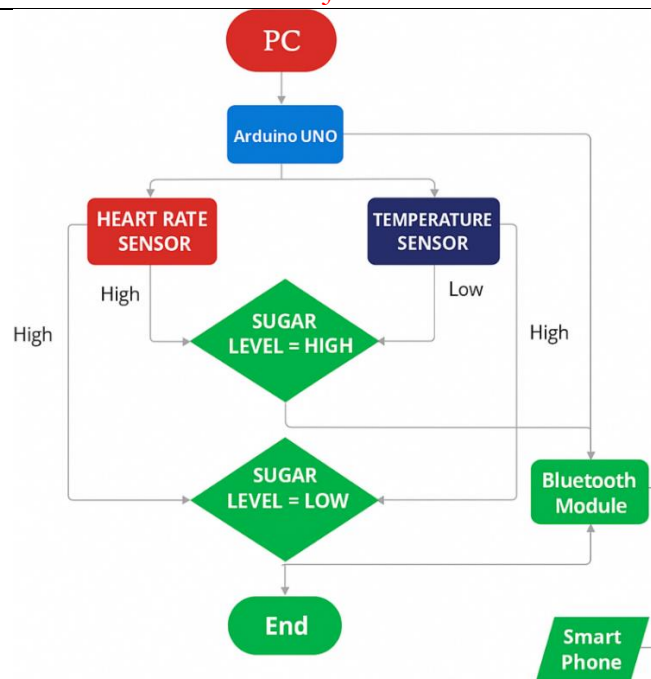 PC
Arduino UNO
HEART RATE
SENSOR
TEMPERATURE
SENSOR
High
Low
SUGAR
LEVEL = HIGH
High
High
SUGAR
LEVEL = LOW
Bluetooth
Module
End
Smart
Phone